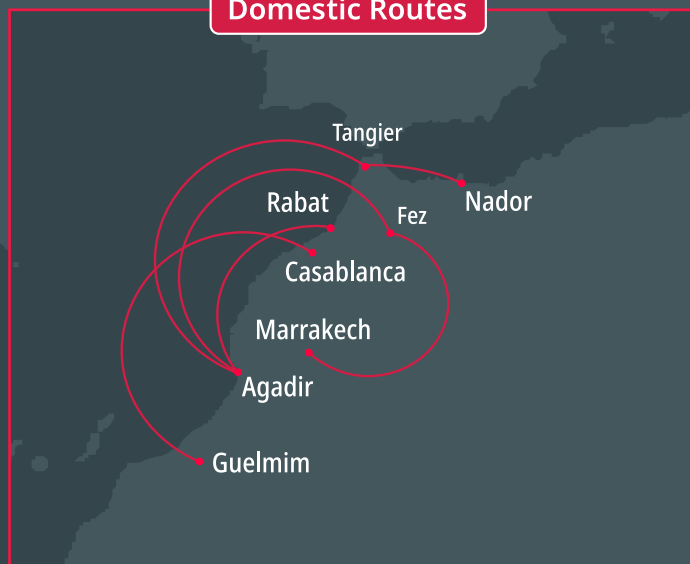 Domestic Routes
Tangier
Nador
Rabat
Fez
Casablanca
Marrakech
Agadir
Guelmim